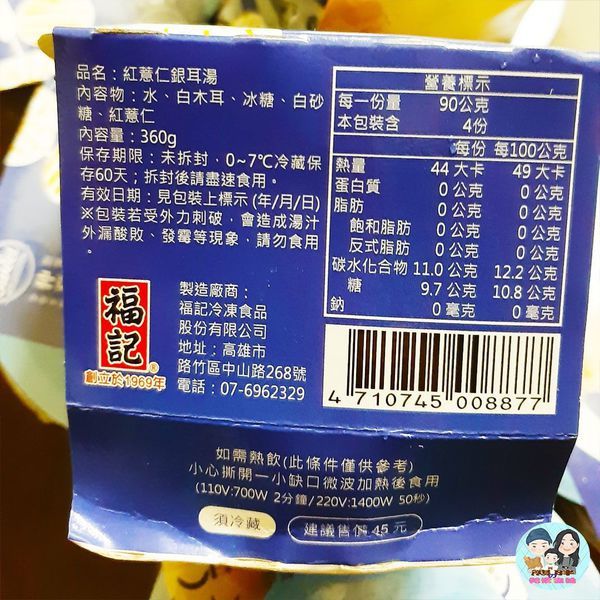 品名：紅薏仁銀耳湯
內容物：水、白木耳、冰糖、白砂
糖、紅薏仁
內容量：360g
保存期限：未拆封，0~7℃冷藏保
存60天；拆封後請盡速食用。
有效日期：見包裝上標示(年/月/日)
※包裝若受外力刺破，會造成湯汁
外漏酸敗、發霉等現象，請勿食用
。
營養標示
每一份量 90公克
本包裝含 4份
每份 每100公克
熱量 44 大卡 49 大卡
蛋白質 0 公克 0 公克
脂肪 0 公克 0 公克
飽和脂肪 0 公克 0 公克
反式脂肪 0 公克 0 公克
碳水化合物 11.0 公克 12.2 公克
糖 9.7 公克 10.8 公克
鈉 0 毫克 0 毫克
福記
®
創立於1969年
製造廠商：
福記冷凍食品
股份有限公司
地址：高雄市
路竹區中山路268號
電話：07-6962329
4 710745 008877
如需熱飲(此條件僅供參考)
小心撕開一小缺口微波加熱後食用
(110V:700W 2分鐘/220V:1400W 50秒)
須冷藏
建議售價 45 元